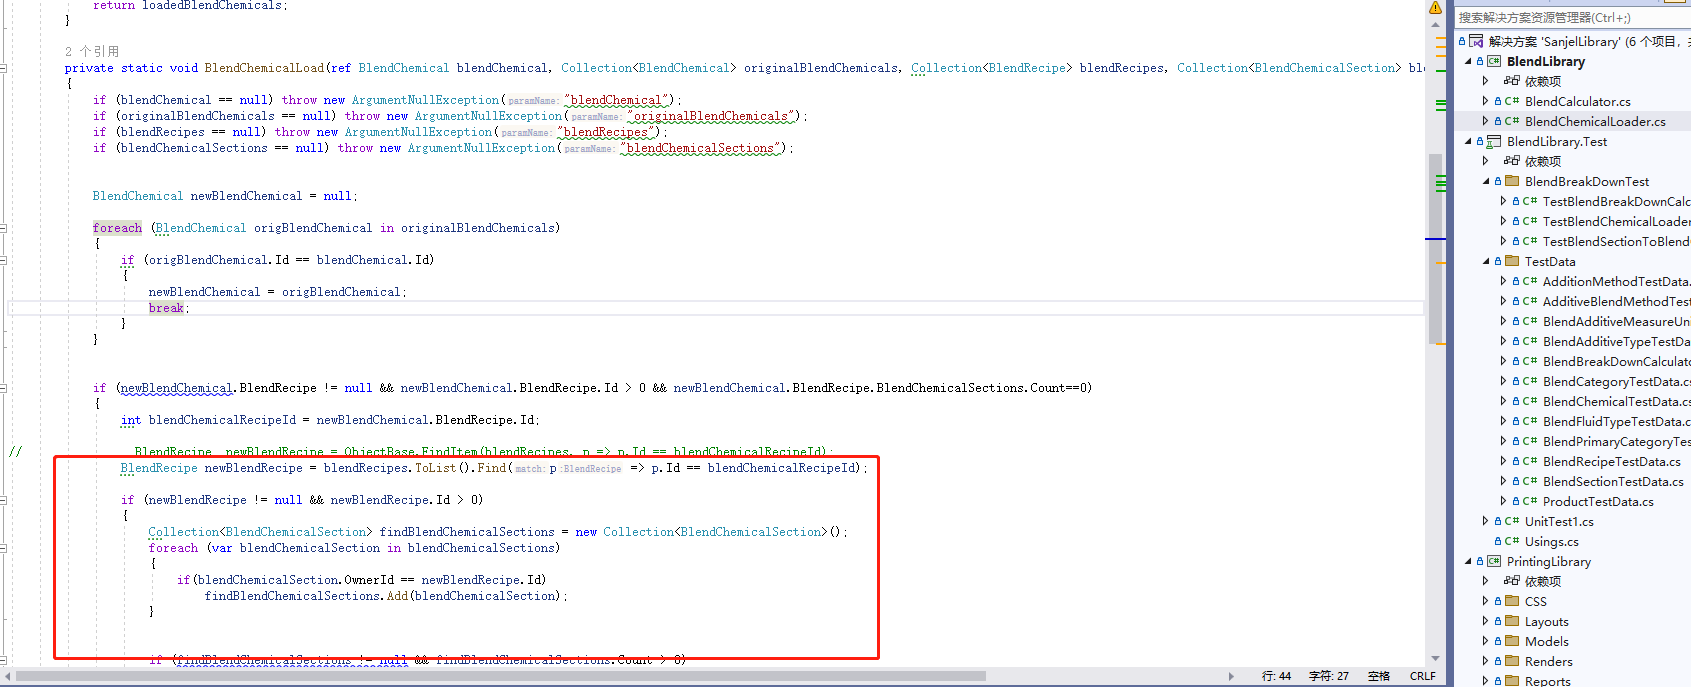 return loadedBlendChemicals;
}
2 个引用
private static void BlendChemicalLoad(ref BlendChemical blendChemical, Collection<BlendChemical> originalBlendChemicals, Collection<BlendRecipe> blendRecipes, Collection<BlendChemicalSection> ble
{
if (blendChemical == null) throw new ArgumentNullException(paramName:"blendChemical");
if (originalBlendChemicals == null) throw new ArgumentNullException(paramName:"originalBlendChemicals");
if (blendRecipes == null) throw new ArgumentNullException(paramName:"blendRecipes");
if (blendChemicalSections == null) throw new ArgumentNullException(paramName:"blendChemicalSections");
BlendChemical newBlendChemical = null;
foreach (BlendChemical origBlendChemical in originalBlendChemicals)
{
if (origBlendChemical.Id == blendChemical.Id)
{
newBlendChemical = origBlendChemical;
break;
}
}
if (newBlendChemical.BlendRecipe != null && newBlendChemical.BlendRecipe.Id > 0 && newBlendChemical.BlendRecipe.BlendChemicalSections.Count==0)
{
int blendChemicalRecipeId = newBlendChemical.BlendRecipe.Id;
// BlendRecipe newBlendRecipe = ObjectBase.FindItem(blendRecipes, p => p.Id == blendChemicalRecipeId);
BlendRecipe newBlendRecipe = blendRecipes.ToList().Find(match:p:BlendRecipe => p.Id == blendChemicalRecipeId);
if (newBlendRecipe != null && newBlendRecipe.Id > 0)
{
Collection<BlendChemicalSection> findBlendChemicalSections = new Collection<BlendChemicalSection>();
foreach (var blendChemicalSection in blendChemicalSections)
{
if(blendChemicalSection.OwnerId == newBlendRecipe.Id)
findBlendChemicalSections.Add(blendChemicalSection);
}
if (findBlendChemicalSections != null && findBlendChemicalSections.Count > 0)
行: 44 字符: 27 空格 CRLF
搜索解决方案资源管理器(Ctrl+;)
解决方案 'SanjelLibrary' (6 个项目, 共
BlendLibrary
依赖项
BlendCalculator.cs
BlendChemicalLoader.cs
BlendLibrary.Test
依赖项
BlendBreakDownTest
TestBlendBreakDownCalc
TestBlendChemicalLoader
TestBlendSectionToBlend
TestData
AdditionMethodTestData.
AdditiveBlendMethodTest
BlendAdditiveMeasureUni
BlendAdditiveTypeTestDa
BlendBreakDownCalculato
BlendCategoryTestData.cs
BlendChemicalTestData.cs
BlendFluidTypeTestData.c
BlendPrimaryCategoryTes
BlendRecipeTestData.cs
BlendSectionTestData.cs
ProductTestData.cs
UnitTest1.cs
Usings.cs
PrintingLibrary
依赖项
CSS
Layouts
Models
Renders
Reports